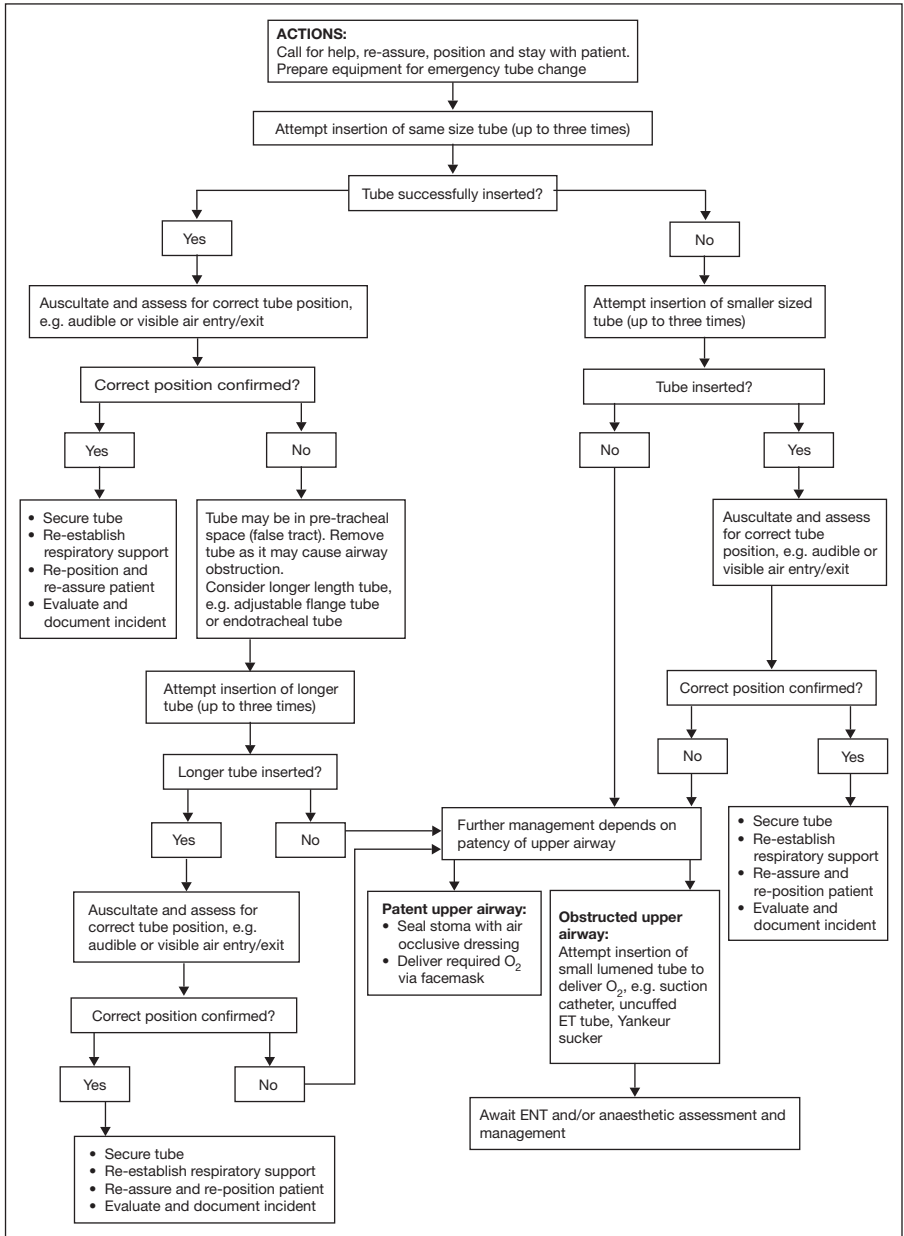 ACTIONS:
Call for help, re-assure, position and stay with patient.
Prepare equipment for emergency tube change
Attempt insertion of same size tube (up to three times)
Tube successfully inserted?
Yes
No
Auscultate and assess for correct tube position,
e.g. audible or visible air entry/exit
Attempt insertion of smaller sized
tube (up to three times)
Correct position confirmed?
Tube inserted?
Yes
No
No
Yes
• Secure tube
• Re-establish
respiratory support
• Re-position and
re-assure patient
• Evaluate and
document incident
Tube may be in pre-tracheal
space (false tract). Remove
tube as it may cause airway
obstruction.
Consider longer length tube,
e.g. adjustable flange tube
or endotracheal tube
Auscultate and assess
for correct tube
position, e.g. audible or
visible air entry/exit
Attempt insertion of longer
tube (up to three times)
Correct position confirmed?
Longer tube inserted?
No
Yes
Yes
No
Further management depends on
patency of upper airway
• Secure tube
• Re-establish
respiratory support
• Re-assure and
re-position patient
• Evaluate and
document incident
Auscultate and assess for
correct tube position, e.g.
audible or visible air entry/exit
Patent upper airway:
• Seal stoma with air
occlusive dressing
• Deliver required O₂
via facemask
Obstructed upper
airway:
Attempt insertion of
small lumened tube to
deliver O₂, e.g. suction
catheter, uncuffed
ET tube, Yankeur
sucker
Correct position confirmed?
Yes
No
Await ENT and/or anaesthetic assessment and
management
• Secure tube
• Re-establish respiratory support
• Re-assure and re-position patient
• Evaluate and document incident